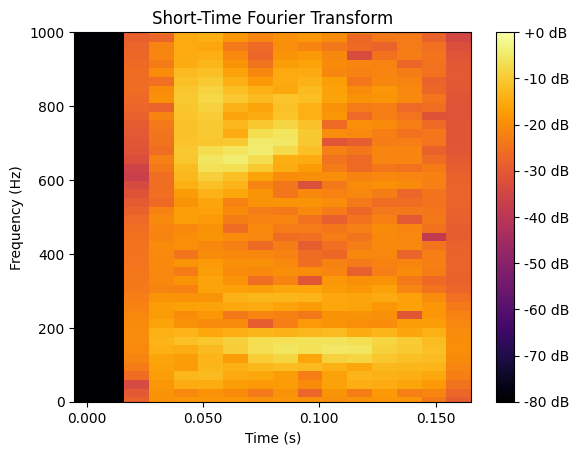 Short-Time Fourier Transform
1000
800
600
400
200
0
Frequency (Hz)
0.000
0.050
0.100
0.150
Time (s)
+0 dB
-10 dB
-20 dB
-30 dB
-40 dB
-50 dB
-60 dB
-70 dB
-80 dB